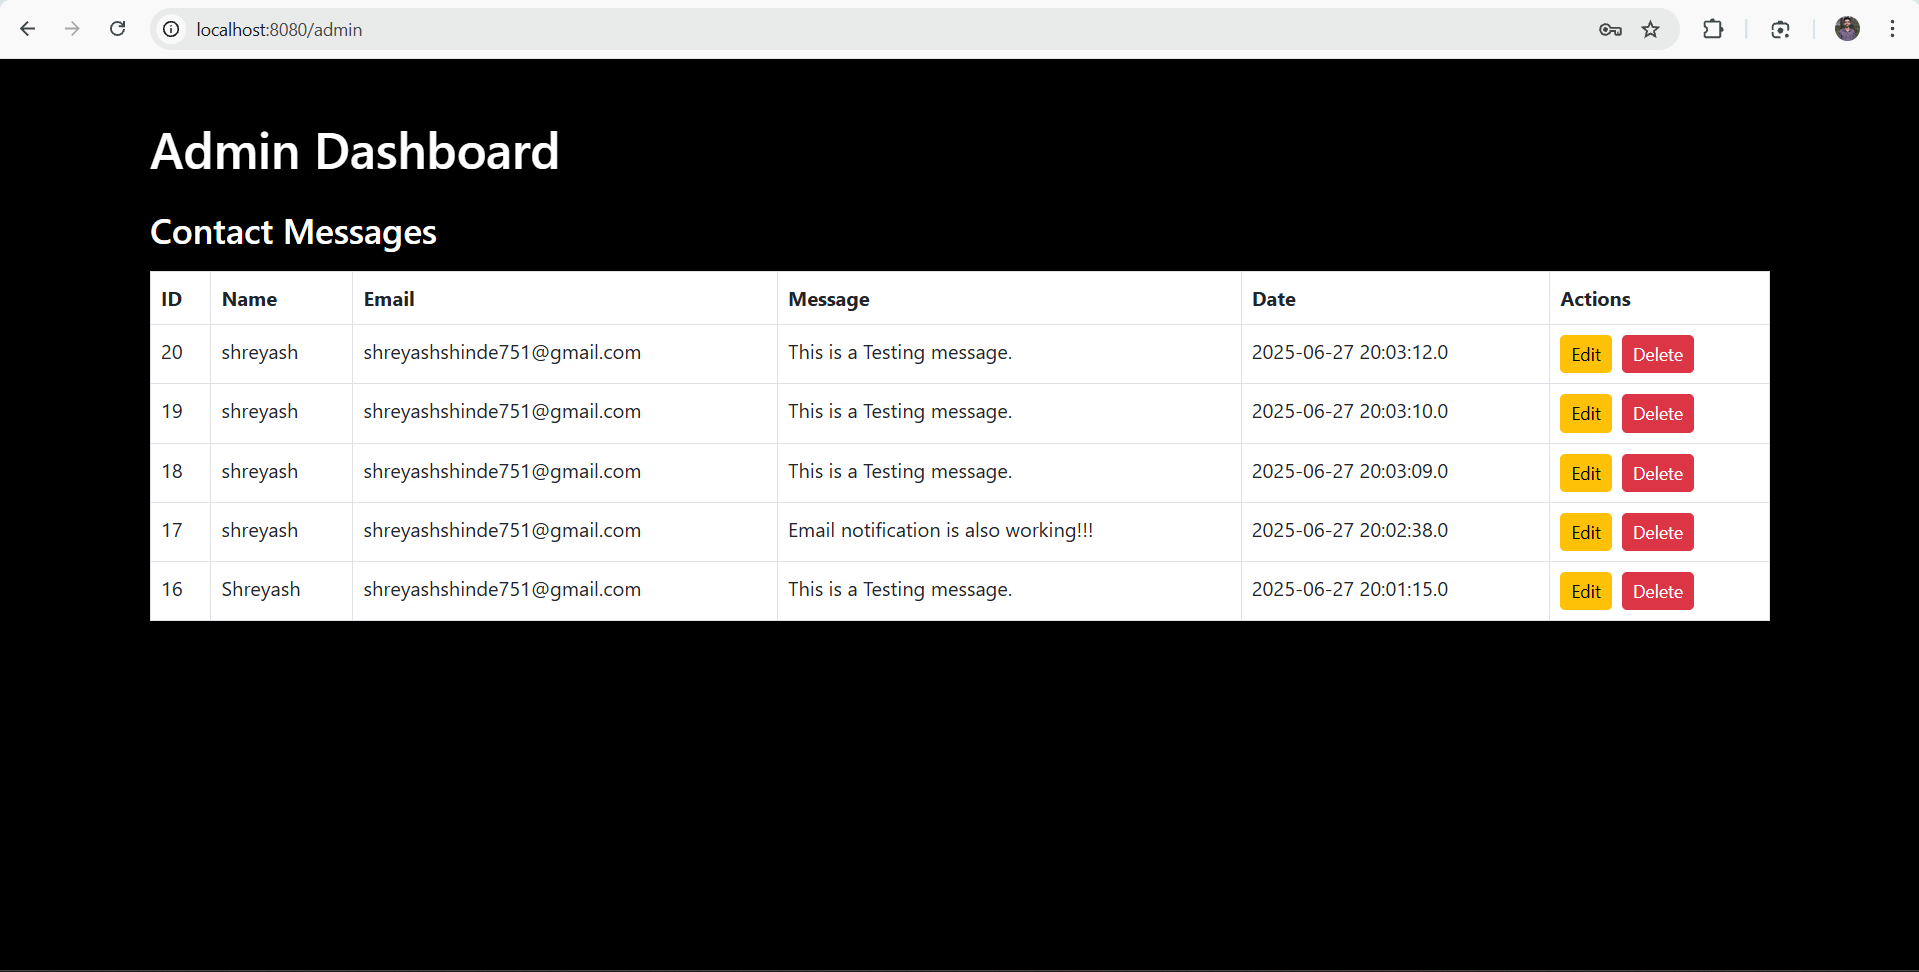 localhost:8080/admin
Admin Dashboard
Contact Messages
ID Name Email Message Date Actions
20 shreyash shreyashshinde751@gmail.com This is a Testing message. 2025-06-27 20:03:12.0 Edit Delete
19 shreyash shreyashshinde751@gmail.com This is a Testing message. 2025-06-27 20:03:10.0 Edit Delete
18 shreyash shreyashshinde751@gmail.com This is a Testing message. 2025-06-27 20:03:09.0 Edit Delete
17 shreyash shreyashshinde751@gmail.com Email notification is also working!!! 2025-06-27 20:02:38.0 Edit Delete
16 Shreyash shreyashshinde751@gmail.com This is a Testing message. 2025-06-27 20:01:15.0 Edit Delete